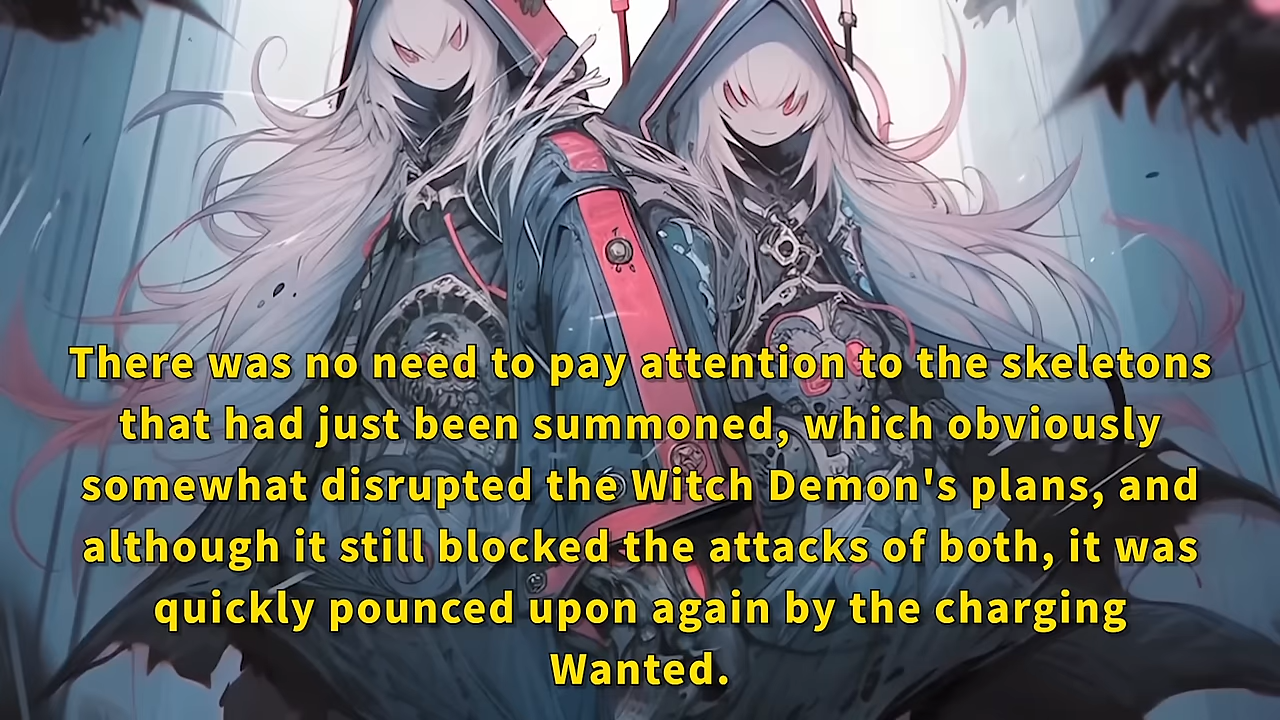 There was no need to pay attention to the skeletons
that had just been summoned, which obviously
somewhat disrupted the Witch Demon's plans, and
although it still blocked the attacks of both, it was
quickly pounced upon again by the charging
Wanted.